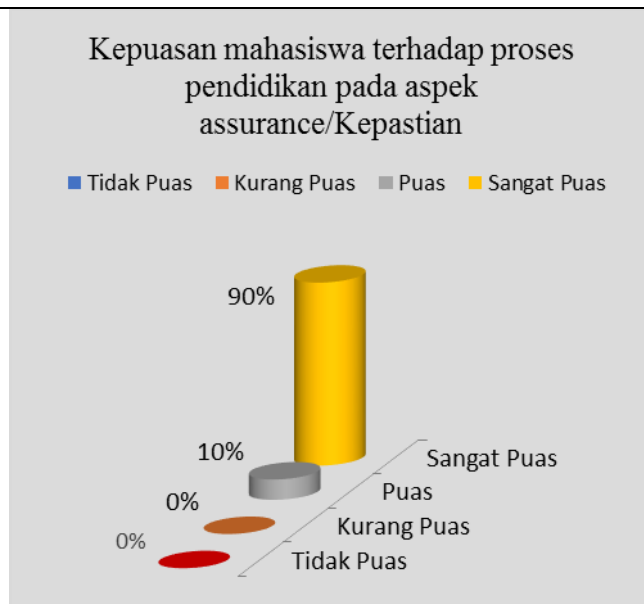 Kepuasan mahasiswa terhadap proses
pendidikan pada aspek
assurance/Kepastian
Tidak Puas Kurang Puas Puas Sangat Puas
90%
10%
0%
0%
Sangat Puas
Puas
Kurang Puas
Tidak Puas